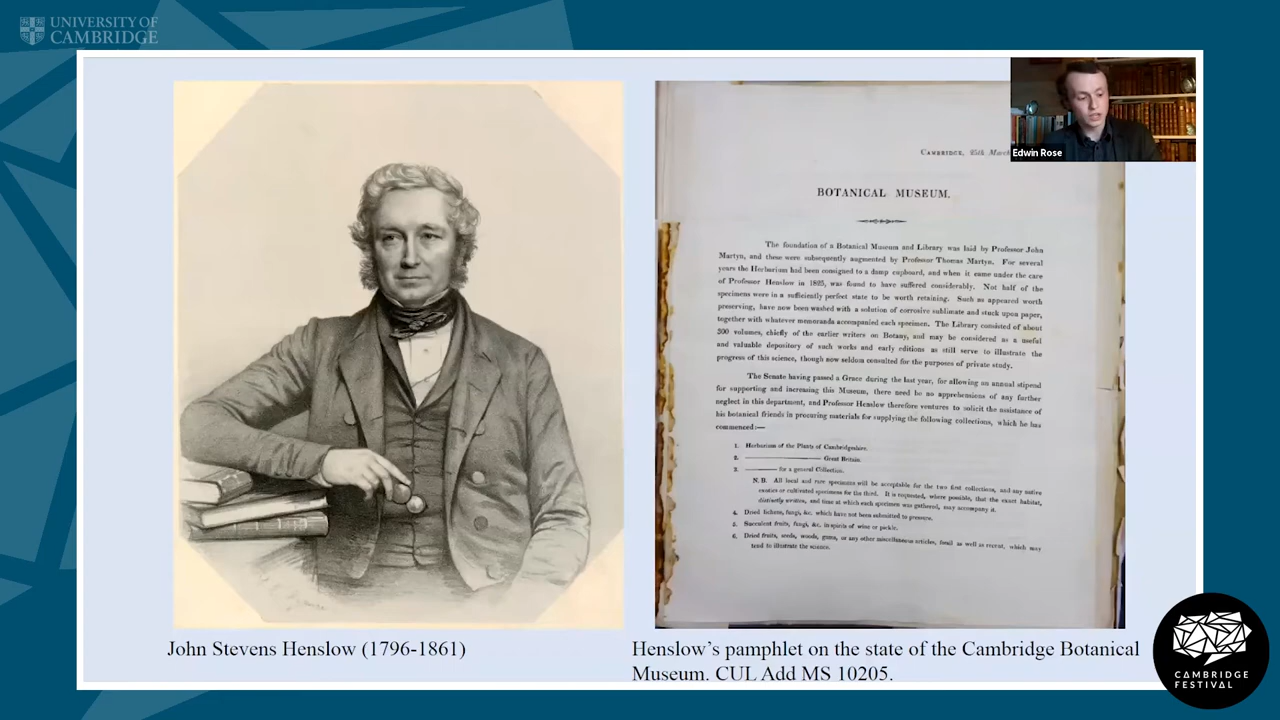 UNIVERSITY OF
CAMBRIDGE
Edwin Rose
CAMBRIDGE, 25th March
BOTANICAL MUSEUM.
The foundation of a Botanical Museum and Library was laid by Professor John
Martyn, and these were subsequently augmented by Professor Thomas Martyn. For several
years the Herbarium had been consigned to a damp cupboard, and when it came under the care
of Professor Henslow in 1825, was found to have suffered considerably. Not half of the
specimens were in a sufficiently perfect state to be worth retaining. Such as appeared worth
preserving, have now been washed with a solution of corrosive sublimate and stuck upon paper,
together with whatever memoranda accompanied each specimen. The Library consisted of about
200 volumes, chiefly of the earlier writers on Botany, and may be considered as a useful
and valuable depository of such works and early editions as still serve to illustrate the
progress of this science, though now seldom consulted for the purposes of private study.
The Senate having passed a Grace during the last year, for allowing an annual stipend
for supporting and increasing this Museum, there need be no apprehensions of any further
neglect in this department, and Professor Henslow therefore ventures to solicit the assistance of
his botanical friends in procuring materials for supplying the following collections, which he has
commenced:—
1. Herbarium of the Plants of Cambridgeshire.
2. ——————— Great Britain.
3. ——— for a general Collection.
N.B. All local and rare specimens will be acceptable for the two first collections, and any native
exotics or cultivated specimens for the third. It is requested, where possible, that the exact habitat,
distinctly written, and time at which each specimen was gathered, may accompany it.
4. Dried lichens, fungi, &c. which have not been submitted to pressure.
5. Succulent fruits, fungi, &c. in spirits of wine or pickle.
6. Dried fruits, seeds, woods, gums, or any other miscellaneous articles, fossil as well as recent, which may
tend to illustrate the science.
John Stevens Henslow (1796-1861)
Henslow's pamphlet on the state of the Cambridge Botanical
Museum. CUL Add MS 10205.
CAMBRIDGE
FESTIVAL